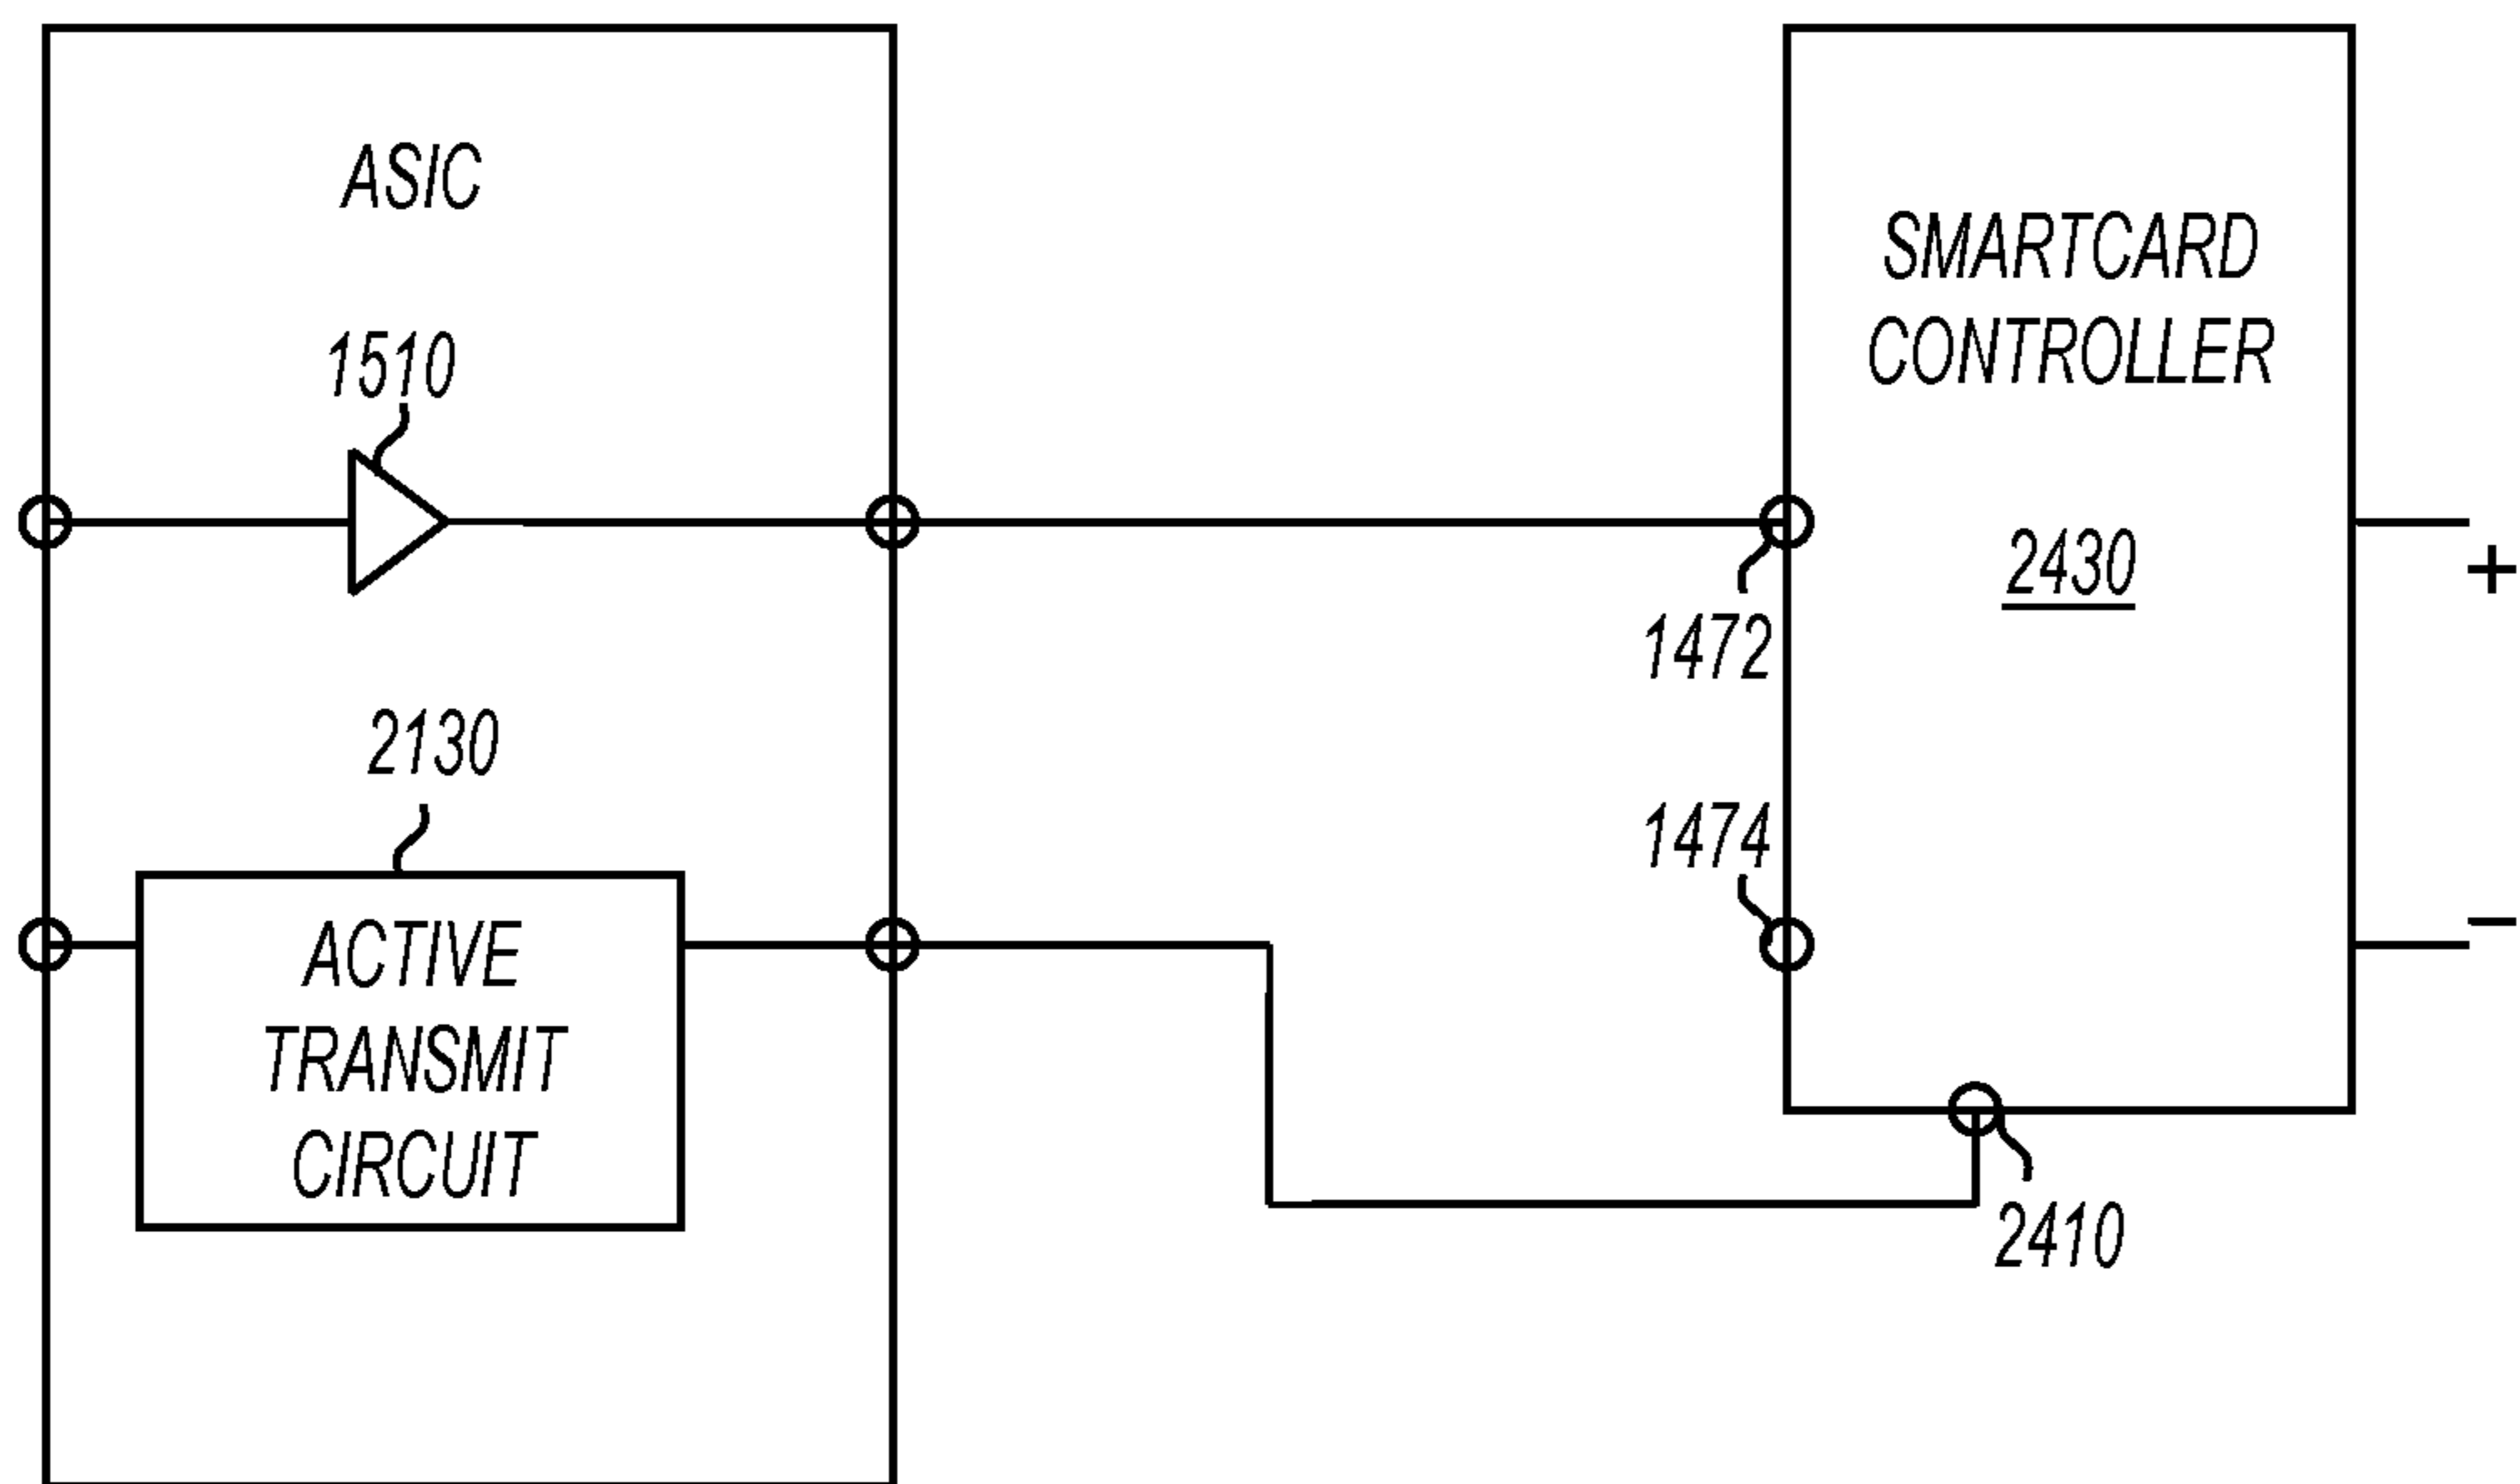 ASIC
SMARTCARD
CONTROLLER
1510
2430
+
1472
2130
1474
ACTIVE
TRANSMIT
CIRCUIT
−
2410